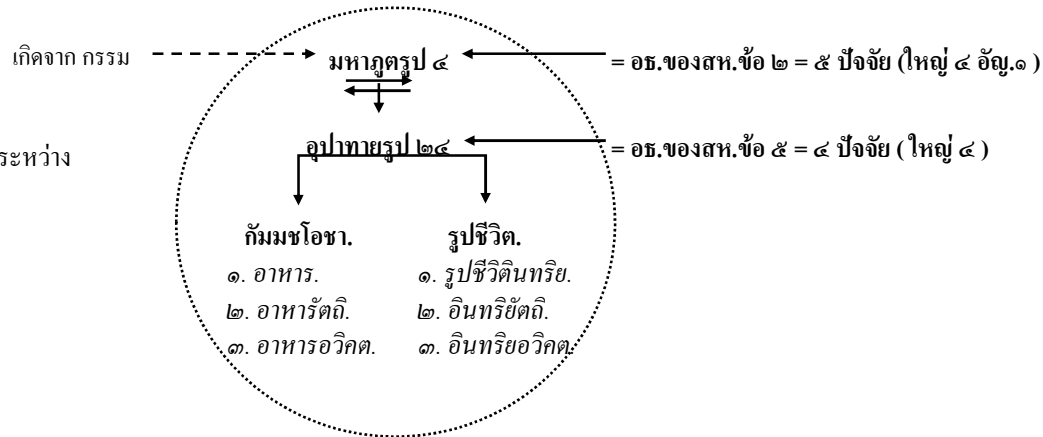 เกิดจาก กรรม มหาภูตรูป ๔ = อธ.ของสห.ข้อ ๒ = ๕ ปัจจัย (ใหญ่ ๔ อัญ.๑ )
อุปาทายรูป ๒๔ = อธ.ของสห.ข้อ ๕ = ๔ ปัจจัย ( ใหญ่ ๔ )
ระหว่าง
กัมมชโอชา. รูปชีวิต.
๑. อาหาร. ๑. รูปชีวิตินทริย.
๒. อาหารัตถิ. ๒. อินทริยัตถิ.
๓. อาหารอวิคต. ๓. อินทริยอวิคต.